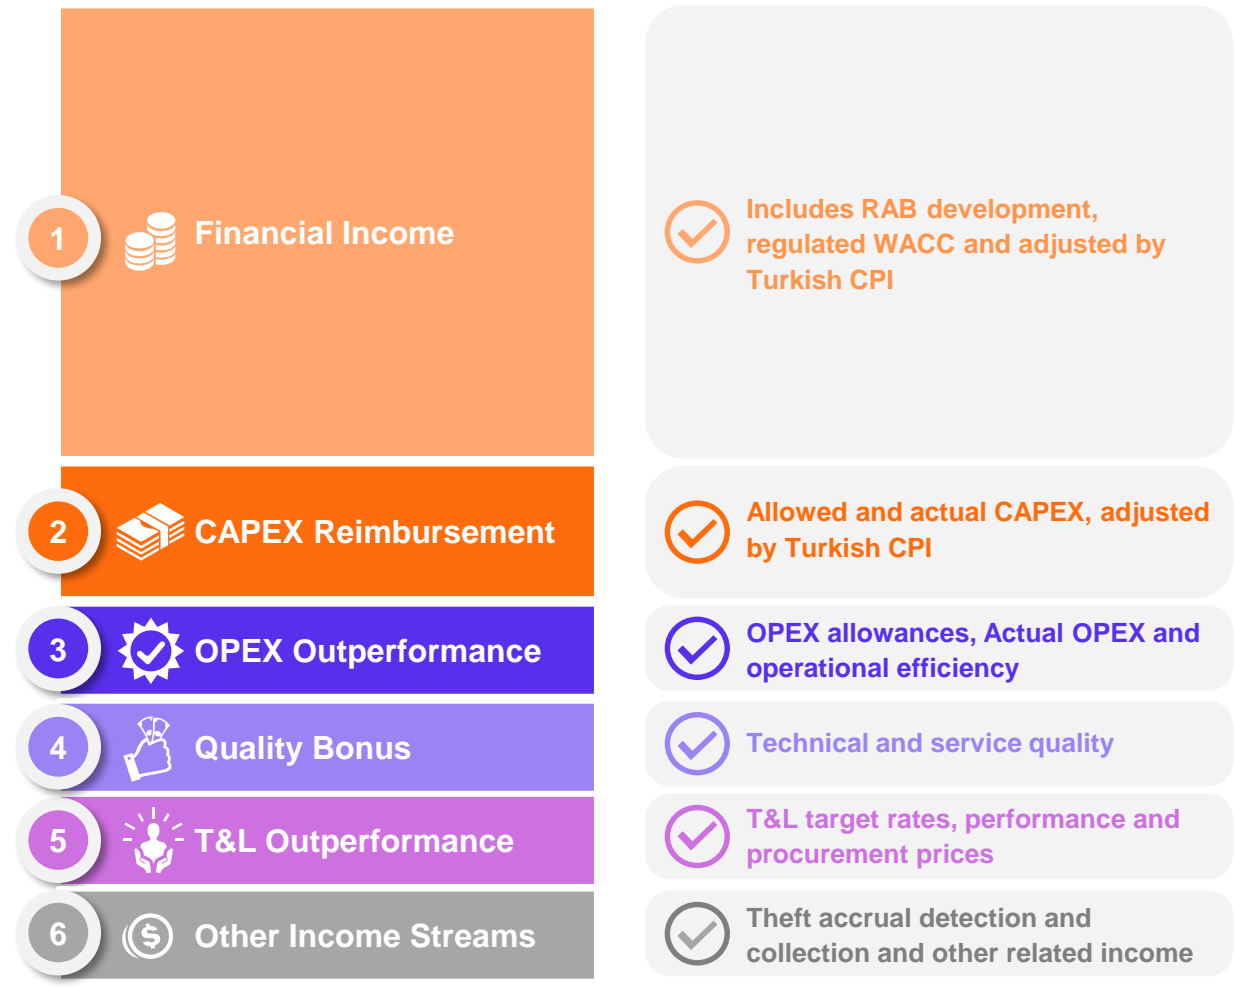 1
Financial Income
Includes RAB development,
regulated WACC and adjusted by
Turkish CPI
2
CAPEX Reimbursement
Allowed and actual CAPEX, adjusted
by Turkish CPI
3
OPEX Outperformance
OPEX allowances, Actual OPEX and
operational efficiency
4
Quality Bonus
Technical and service quality
5
T&L Outperformance
T&L target rates, performance and
procurement prices
6
$
Other Income Streams
Theft accrual detection and
collection and other related income